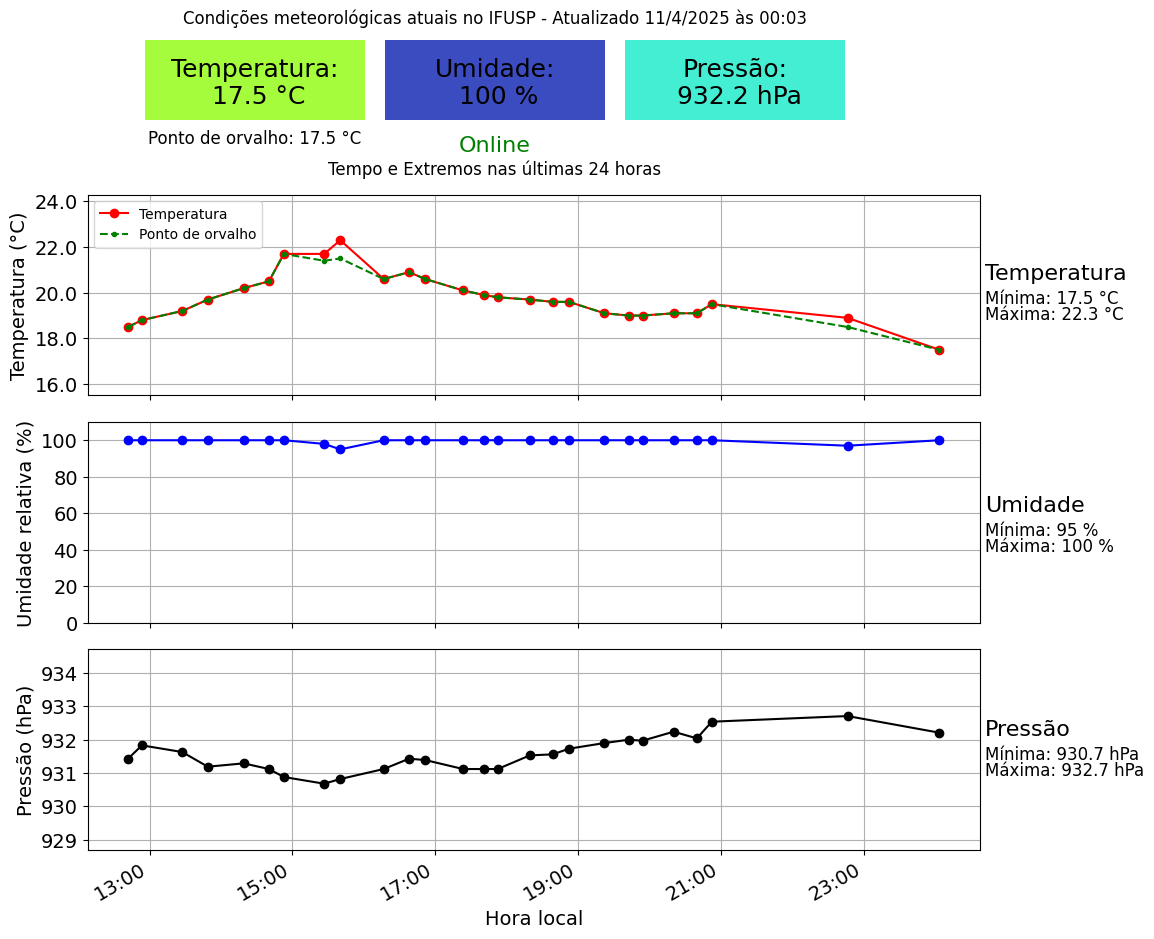 Condições meteorológicas atuais no IFUSP - Atualizado 11/4/2025 às 00:03
Temperatura:
17.5 °C
Umidade:
100 %
Pressão:
932.2 hPa
Ponto de orvalho: 17.5 °C
Online
Tempo e Extremos nas últimas 24 horas
Temperatura (°C)
24.0
22.0
20.0
18.0
16.0
Temperatura
Ponto de orvalho
Temperatura
Mínima: 17.5 °C
Máxima: 22.3 °C
Umidade relativa (%)
100
80
60
40
20
0
Umidade
Mínima: 95 %
Máxima: 100 %
Pressão (hPa)
934
933
932
931
930
929
Pressão
Mínima: 930.7 hPa
Máxima: 932.7 hPa
13:00
15:00
17:00
19:00
21:00
23:00
Hora local